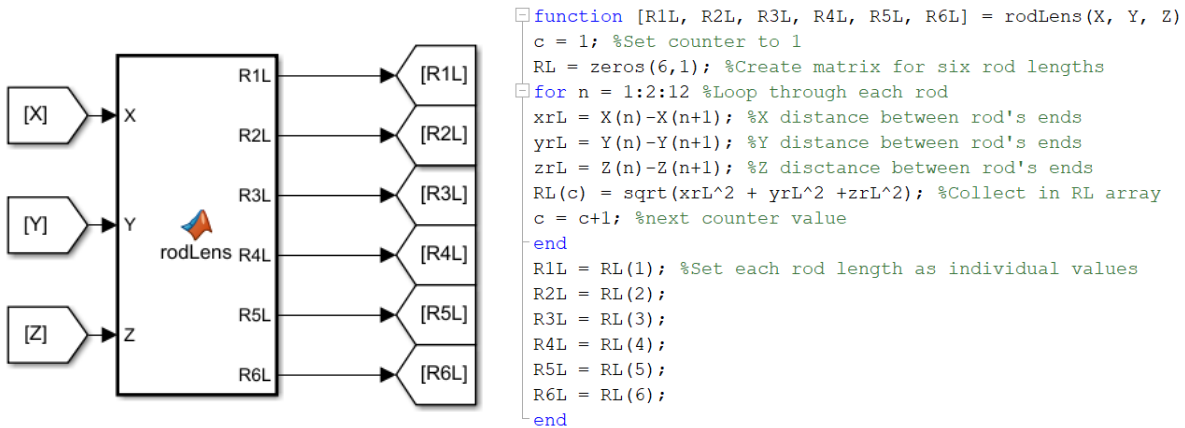 [X]
[Y]
[Z]
X
Y
Z
rodLens
R1L
R2L
R3L
R4L
R5L
R6L
[R1L]
[R2L]
[R3L]
[R4L]
[R5L]
[R6L]
function [R1L, R2L, R3L, R4L, R5L, R6L] = rodLens(X, Y, Z)
c = 1; %Set counter to 1
RL = zeros(6,1); %Create matrix for six rod lengths
for n = 1:2:12 %Loop through each rod
xrL = X(n)-X(n+1); %X distance between rod's ends
yrL = Y(n)-Y(n+1); %Y distance between rod's ends
zrL = Z(n)-Z(n+1); %Z disctance between rod's ends
RL(c) = sqrt(xrL^2 + yrL^2 +zrL^2); %Collect in RL array
c = c+1; %next counter value
end
R1L = RL(1); %Set each rod length as individual values
R2L = RL(2);
R3L = RL(3);
R4L = RL(4);
R5L = RL(5);
R6L = RL(6);
end